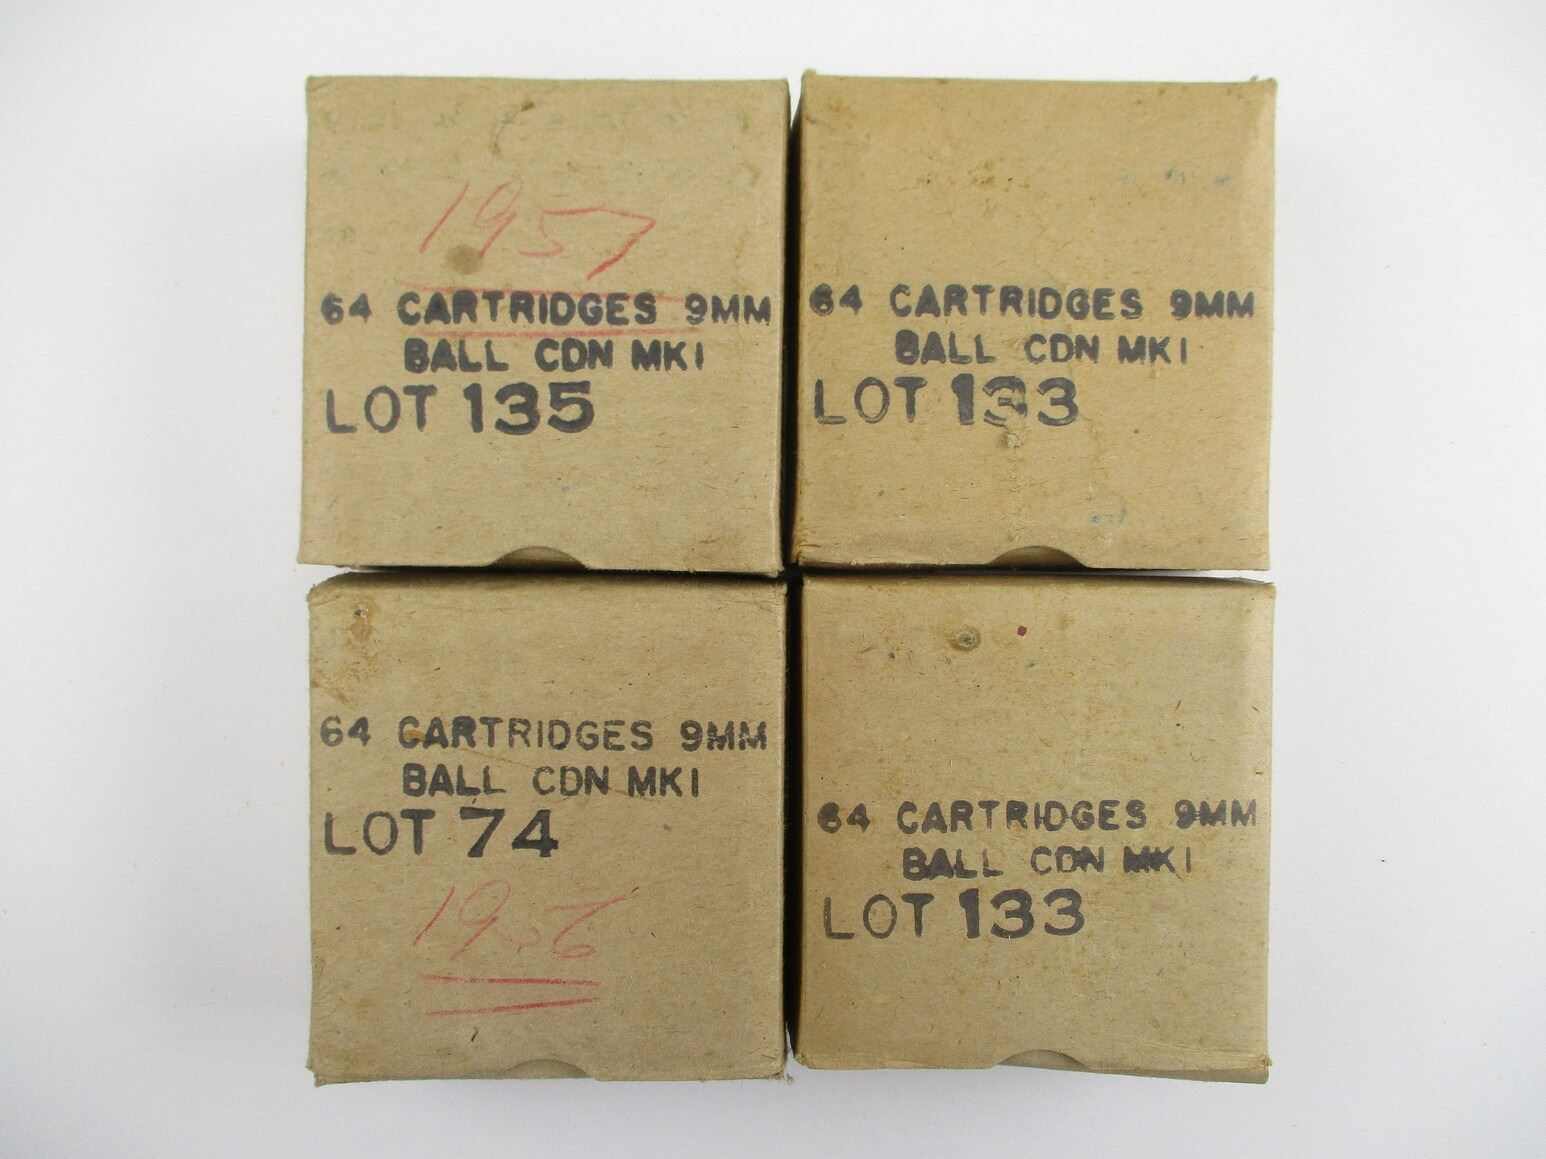 1957
64 CARTRIDGES 9MM
BALL CDN MK1
LOT 135
64 CARTRIDGES 9MM
BALL CDN MK1
LOT 133
64 CARTRIDGES 9MM
BALL CDN MK1
LOT 74
1956
64 CARTRIDGES 9MM
BALL CDN MK1
LOT 133